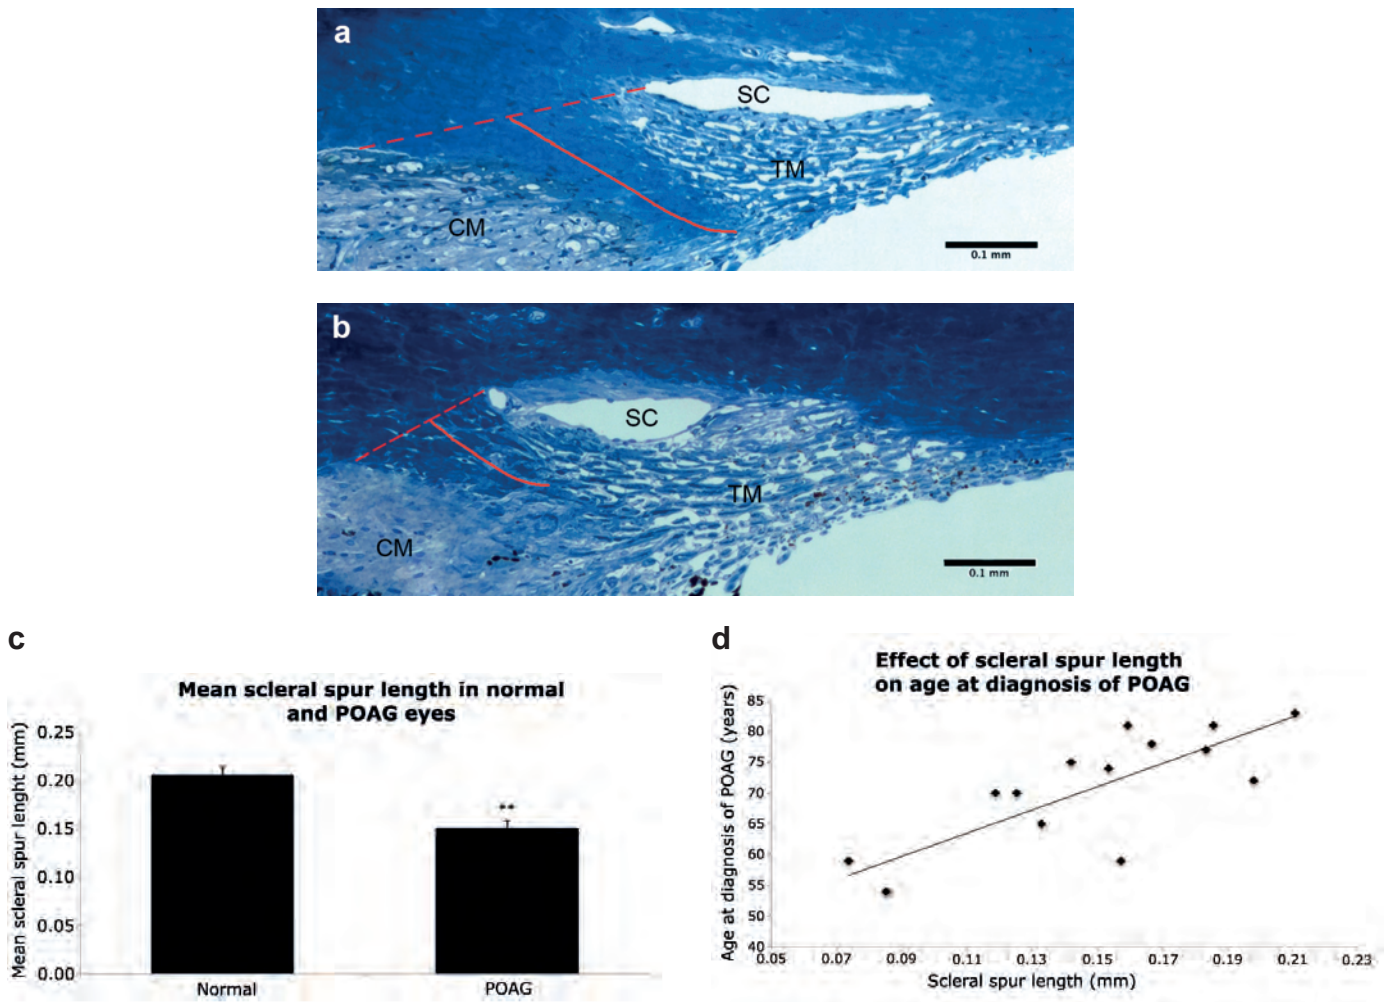 a
SC
TM
CM
0.1 mm
b
SC
TM
CM
0.1 mm
c
Mean scleral spur length in normal
and POAG eyes
Mean scleral spur lenght (mm)
0.25
0.20
0.15
0.10
0.05
0.00
**
Normal
POAG
d
Effect of scleral spur length
on age at diagnosis of POAG
Age at diagnosis of POAG (years)
85
80
75
70
65
60
55
50
45
40
0.05
0.07
0.09
0.11
0.13
0.15
0.17
0.19
0.21
0.23
Scleral spur length (mm)